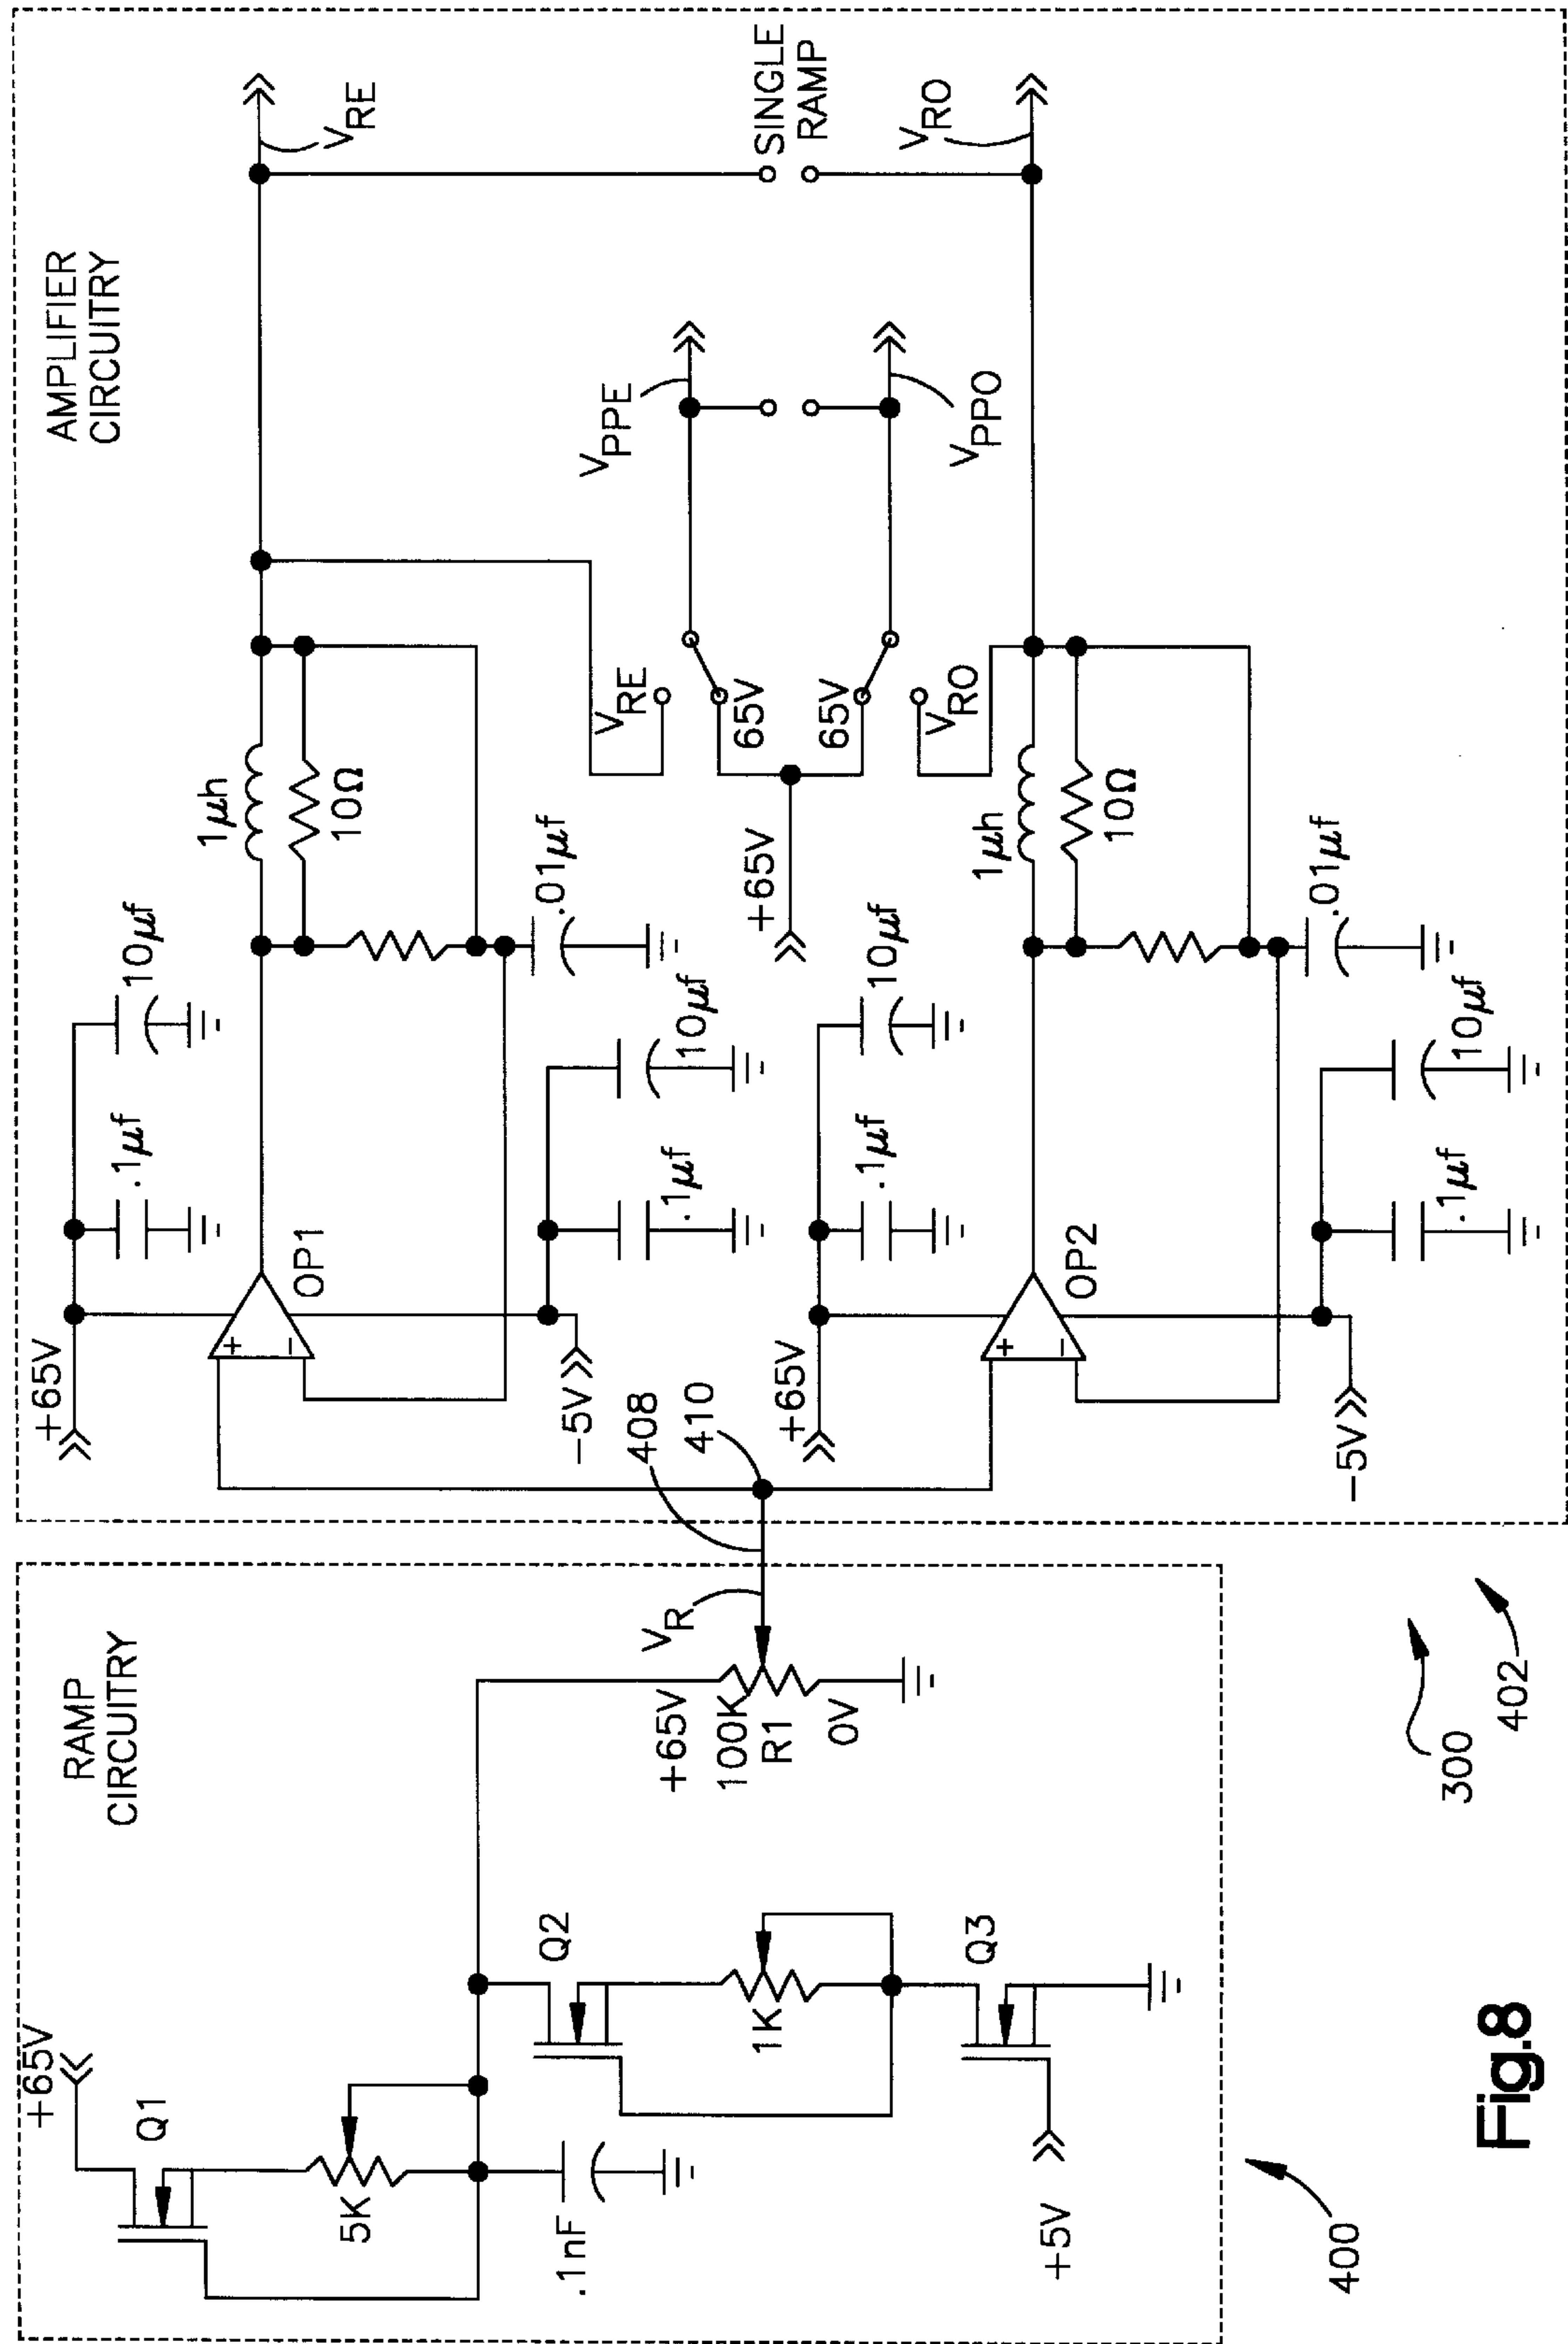 RAMP
CIRCUITRY
+65V
Q1
5K
.1nF
Q2
1K
Q3
+5V
+65V
100K
R1
0V
V_R
400
408
410
AMPLIFIER
CIRCUITRY
+65V
.1µf
10µf
OP1
+
−
−5V
.1µf
10µf
1µh
10Ω
.01µf
V_RE
65V
+65V
65V
V_RO
V_PPE
V_PPO
V_RE
SINGLE
RAMP
V_RO
+65V
.1µf
10µf
OP2
+
−
−5V
.1µf
10µf
1µh
10Ω
.01µf
300
402
Fig.8